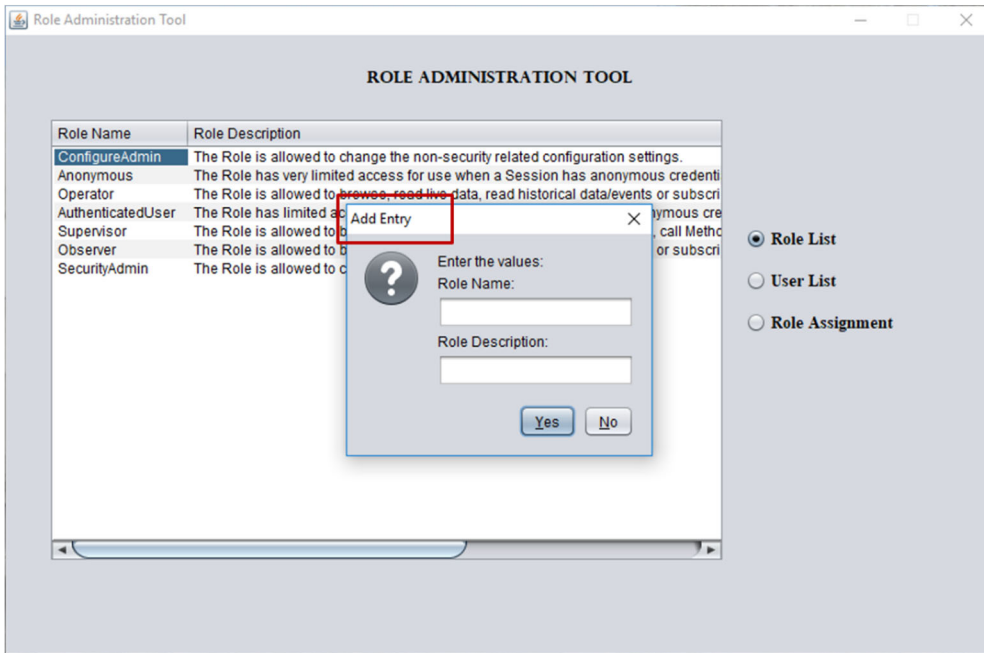 Role Administration Tool
ROLE ADMINISTRATION TOOL
Role Name Role Description
ConfigureAdmin The Role is allowed to change the non-security related configuration settings.
Anonymous The Role has very limited access for use when a Session has anonymous credenti
Operator The Role is allowed to browse, read live data, read historical data/events or subscri
AuthenticatedUser The Role has limited ac ymous cre
Supervisor The Role is allowed to b , call Metho
Observer The Role is allowed to b or subscri
SecurityAdmin The Role is allowed to c
Add Entry
Enter the values:
Role Name:
Role Description:
Yes No
Role List
User List
Role Assignment